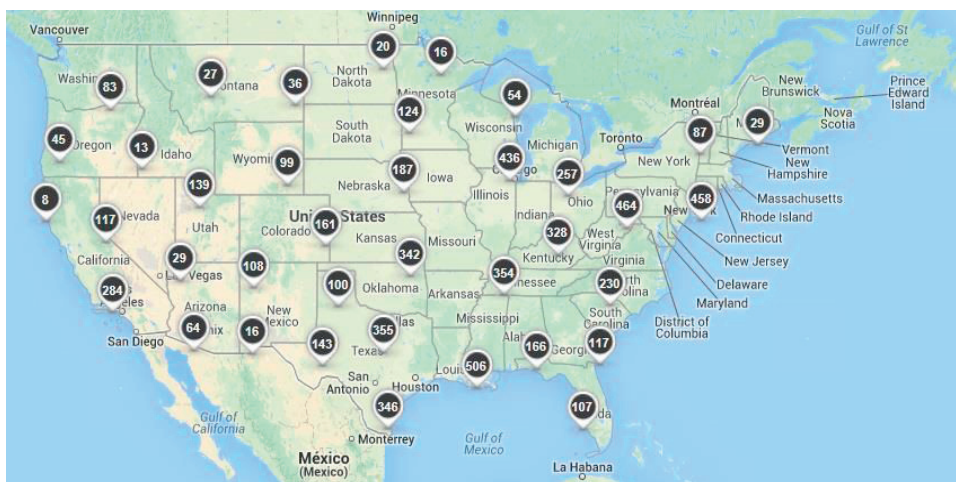 Winnipeg
Vancouver
Gulf of St
Lawrence
20
16
27
36
83
54
124
45
13
99
436
187
257
87
29
139
464
458
8
117
161
328
342
29
108
354
284
100
230
64
16
143
355
166
117
506
346
107
North
Dakota
Minnesota
South
Dakota
Wisconsin
Michigan
Toronto
Montréal
New
Brunswick
Prince
Edward
Island
Nova
Scotia
Vermont
New
Hampshire
New York
Massachusetts
Rhode Island
Connecticut
New Jersey
Delaware
Maryland
District of
Columbia
Idaho
Nebraska
Iowa
Illinois
Ohio
Nevada
Utah
Kansas
Missouri
West
Virginia
Virginia
Kentucky
California
Arizona
New
Mexico
Oklahoma
Arkansas
Mississippi
South
Carolina
San Diego
San
Antonio
Houston
Monterrey
México
(Mexico)
Gulf of
California
Gulf of
Mexico
La Habana